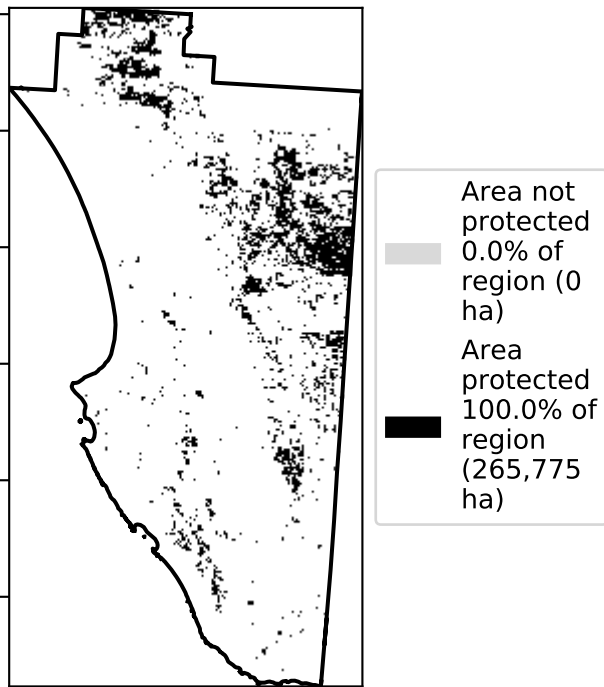 Area not
protected
0.0% of
region (0
ha)
Area
protected
100.0% of
region
(265,775
ha)